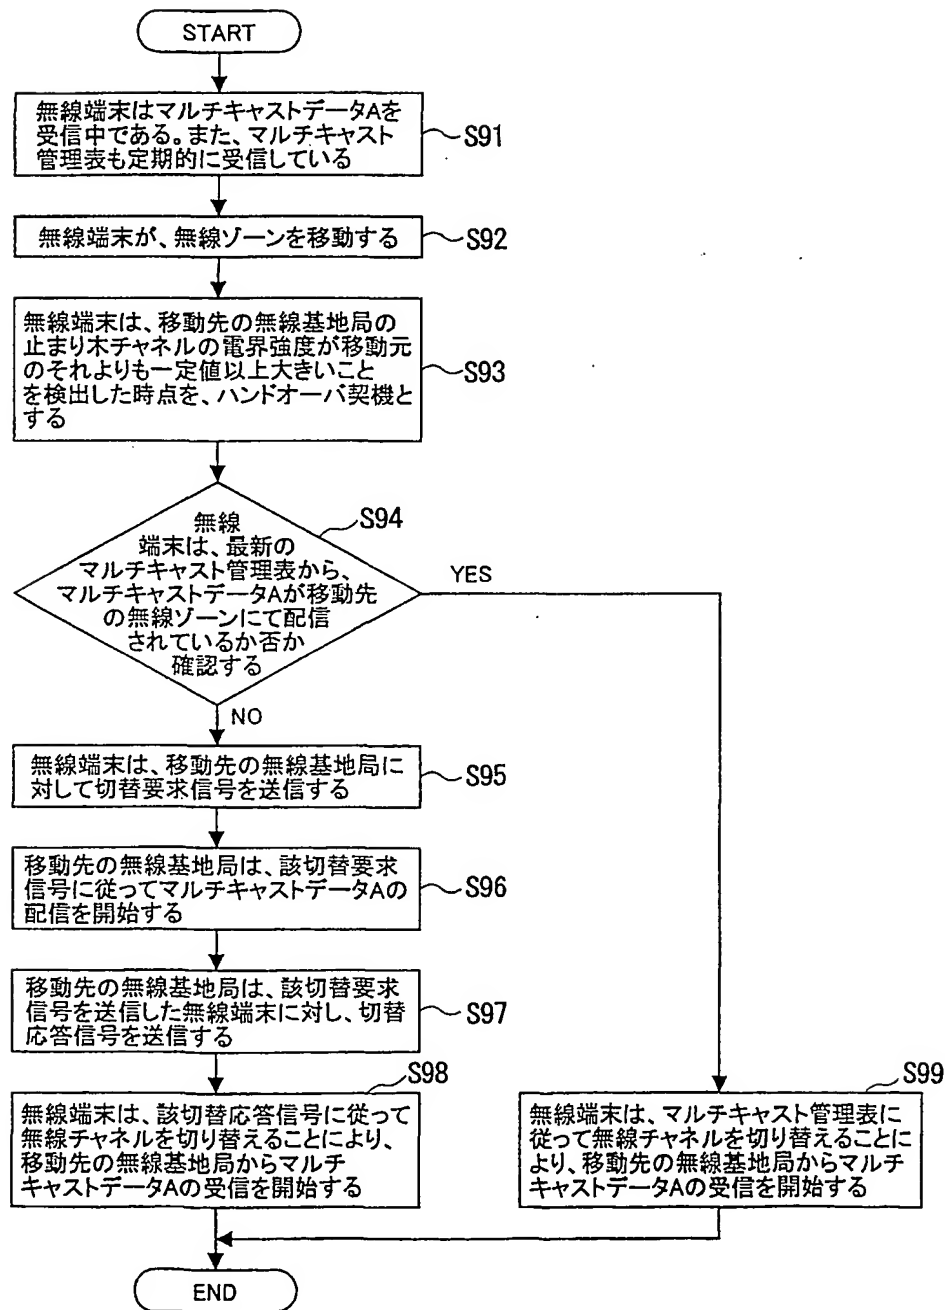 START
無線端末はマルチキャストデータAを
受信中である。また、マルチキャスト
管理表も定期的に受信している
S91
無線端末が、無線ゾーンを移動する
S92
無線端末は、移動先の無線基地局の
止まり木チャネルの電界強度が移動元
のそれよりも一定値以上大きいこと
を検出した時点を、ハンドオーバ契機と
する
S93
無線
端末は、最新の
マルチキャスト管理表から、
マルチキャストデータAが移動先
の無線ゾーンにて配信
されているか否か
確認する
S94
YES
NO
無線端末は、移動先の無線基地局に
対して切替要求信号を送信する
S95
移動先の無線基地局は、該切替要求
信号に従ってマルチキャストデータAの
配信を開始する
S96
移動先の無線基地局は、該切替要求
信号を送信した無線端末に対し、切替
応答信号を送信する
S97
S98
無線端末は、該切替応答信号に従って
無線チャネルを切り替えることにより、
移動先の無線基地局からマルチ
キャストデータAの受信を開始する
S99
無線端末は、マルチキャスト管理表に
従って無線チャネルを切り替えることに
より、移動先の無線基地局からマルチ
キャストデータAの受信を開始する
END